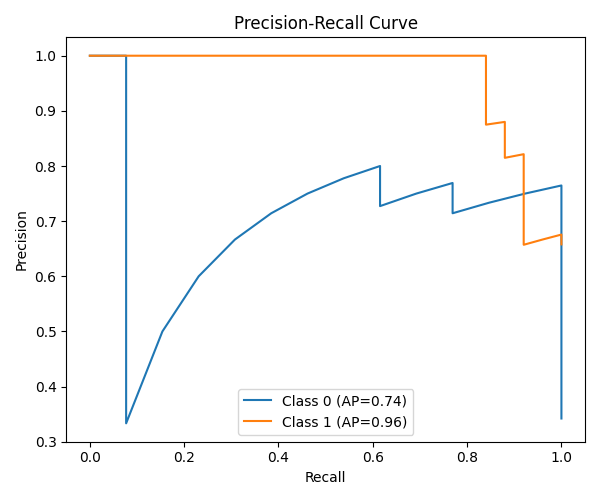 Precision-Recall Curve
Precision
1.0
0.9
0.8
0.7
0.6
0.5
0.4
0.3
Class 0 (AP=0.74)
Class 1 (AP=0.96)
0.0 0.2 0.4 0.6 0.8 1.0
Recall